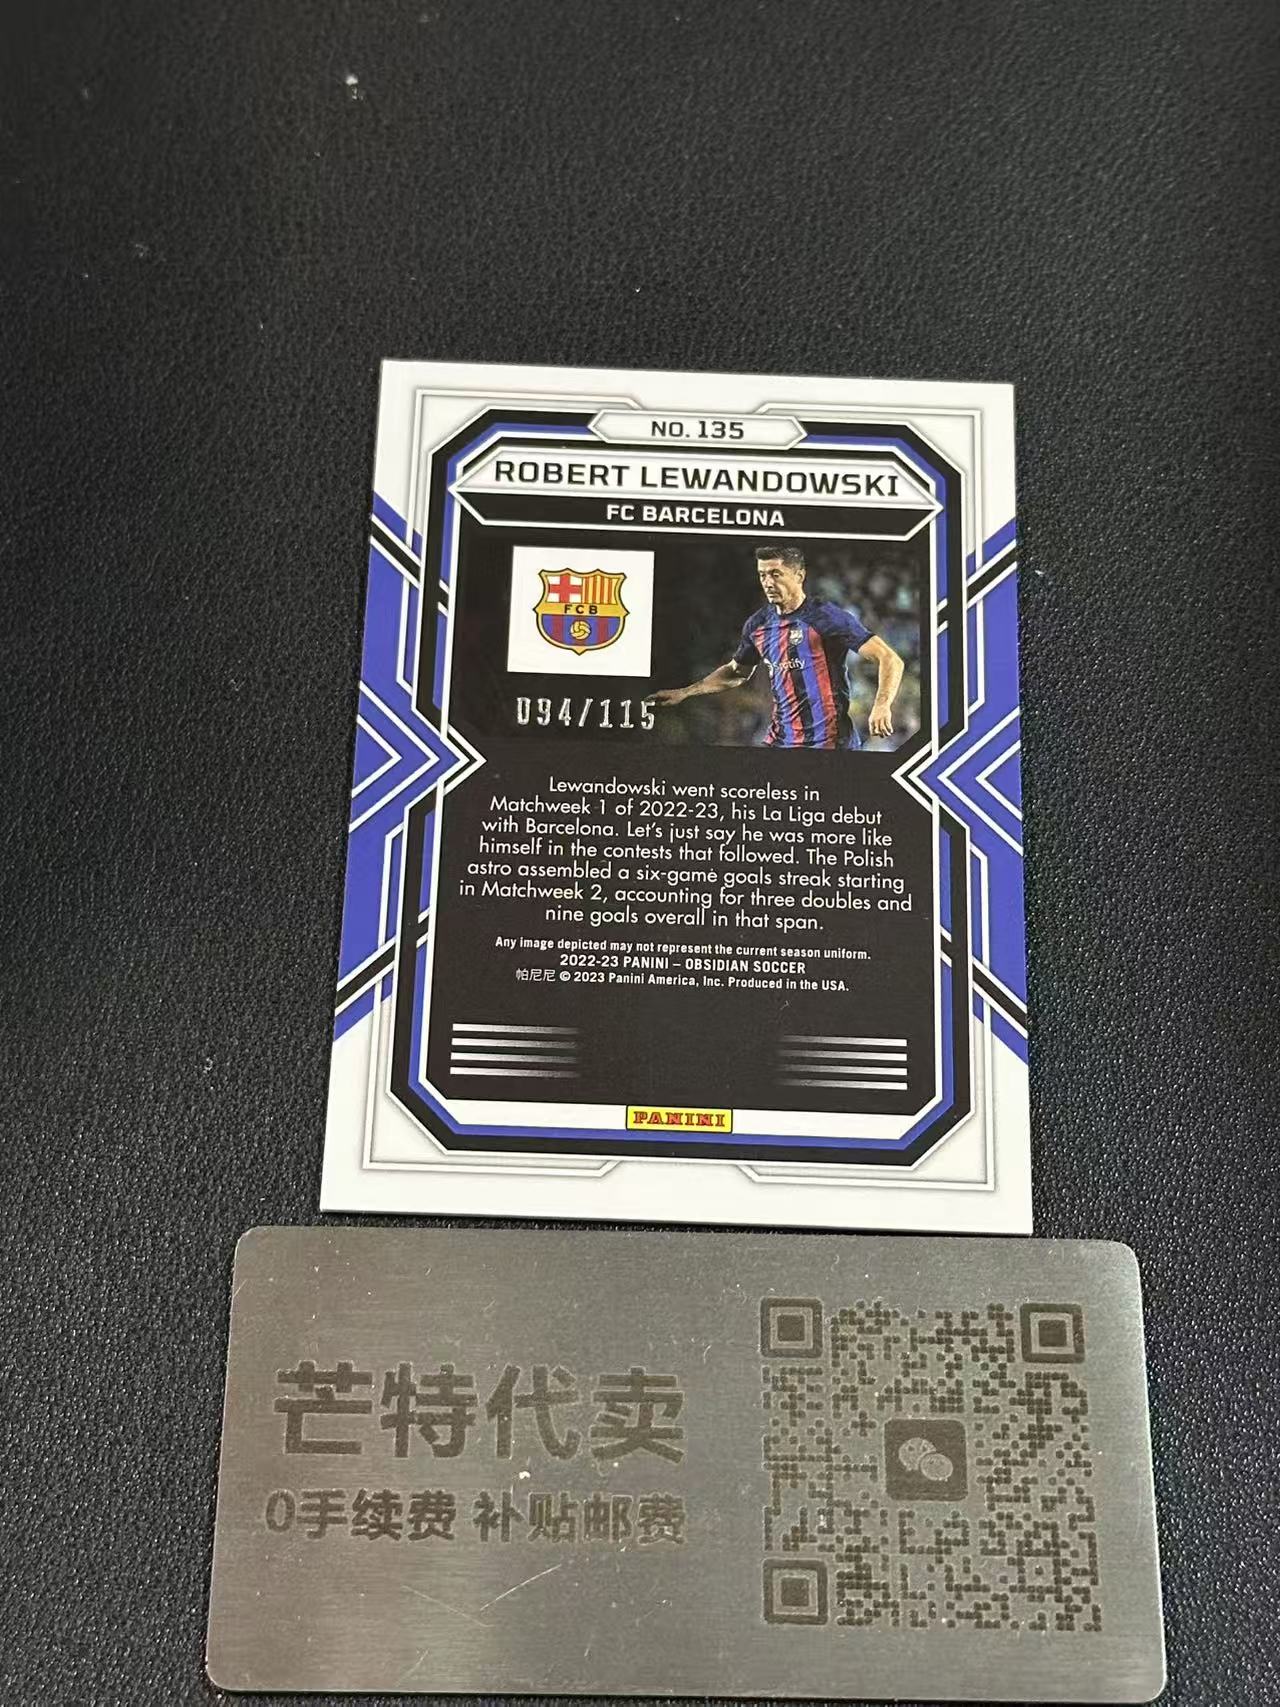 NO. 135
ROBERT LEWANDOWSKI
FC BARCELONA
FCB
Spotify
094/115
Lewandowski went scoreless in
Matchweek 1 of 2022-23, his La Liga debut
with Barcelona. Let's just say he was more like
himself in the contests that followed. The Polish
astro assembled a six-game goals streak starting
in Matchweek 2, accounting for three doubles and
nine goals overall in that span.
Any image depicted may not represent the current season uniform.
2022-23 PANINI – OBSIDIAN SOCCER
帕尼尼 © 2023 Panini America, Inc. Produced in the USA.
PANINI
芒特代卖
0手续费 补贴邮费